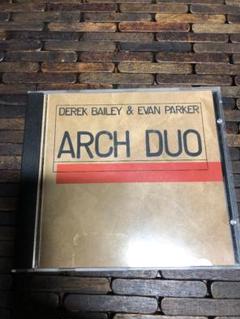 DEREK BAILEY & EVAN PARKER
ARCH DUO